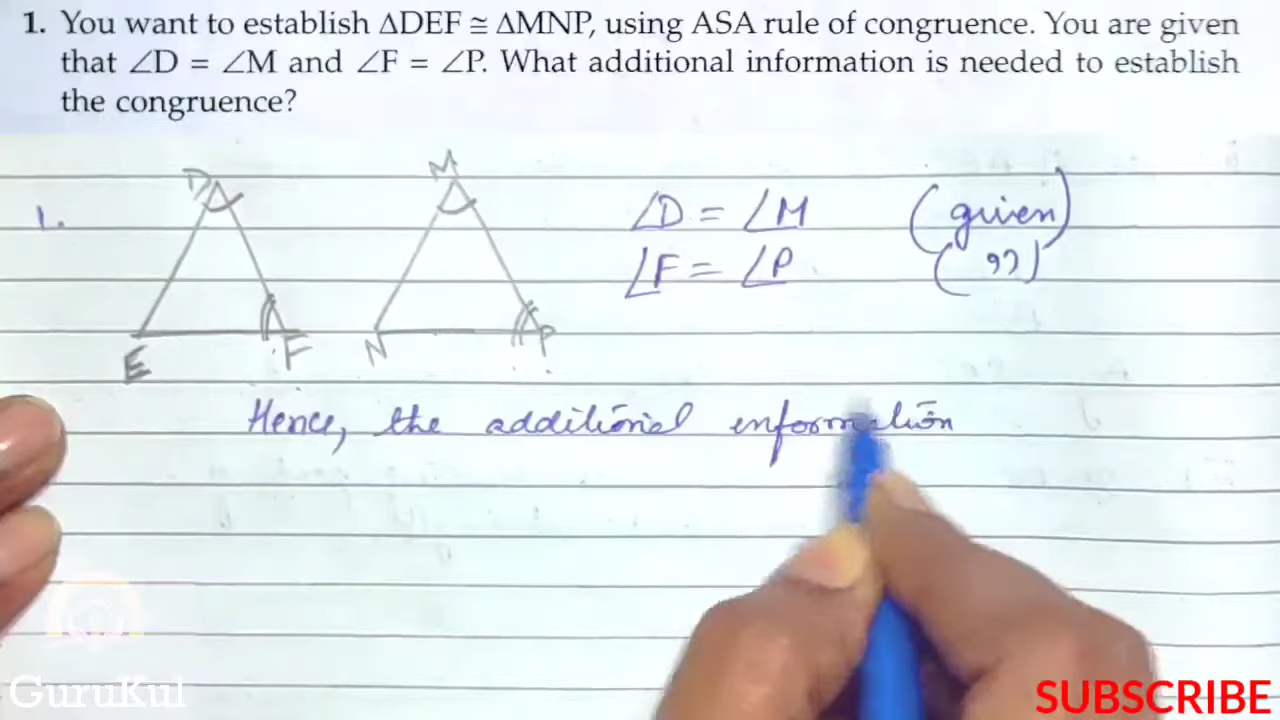 1. You want to establish ΔDEF ≅ ΔMNP, using ASA rule of congruence. You are given
that ∠D = ∠M and ∠F = ∠P. What additional information is needed to establish
the congruence?
1.
D
M
E
F
N
P
∠D = ∠M (given)
∠F = ∠P (")
Hence, the additional information
GuruKul
SUBSCRIBE